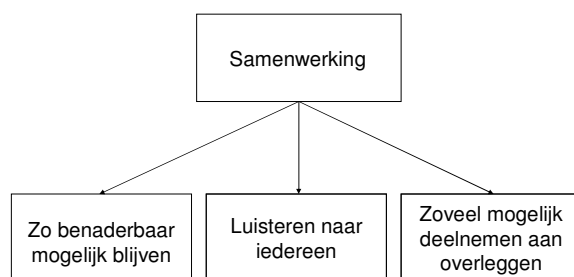 Samenwerking
Zo benaderbaar
mogelijk blijven
Luisteren naar
iedereen
Zoveel mogelijk
deelnemen aan
overleggen